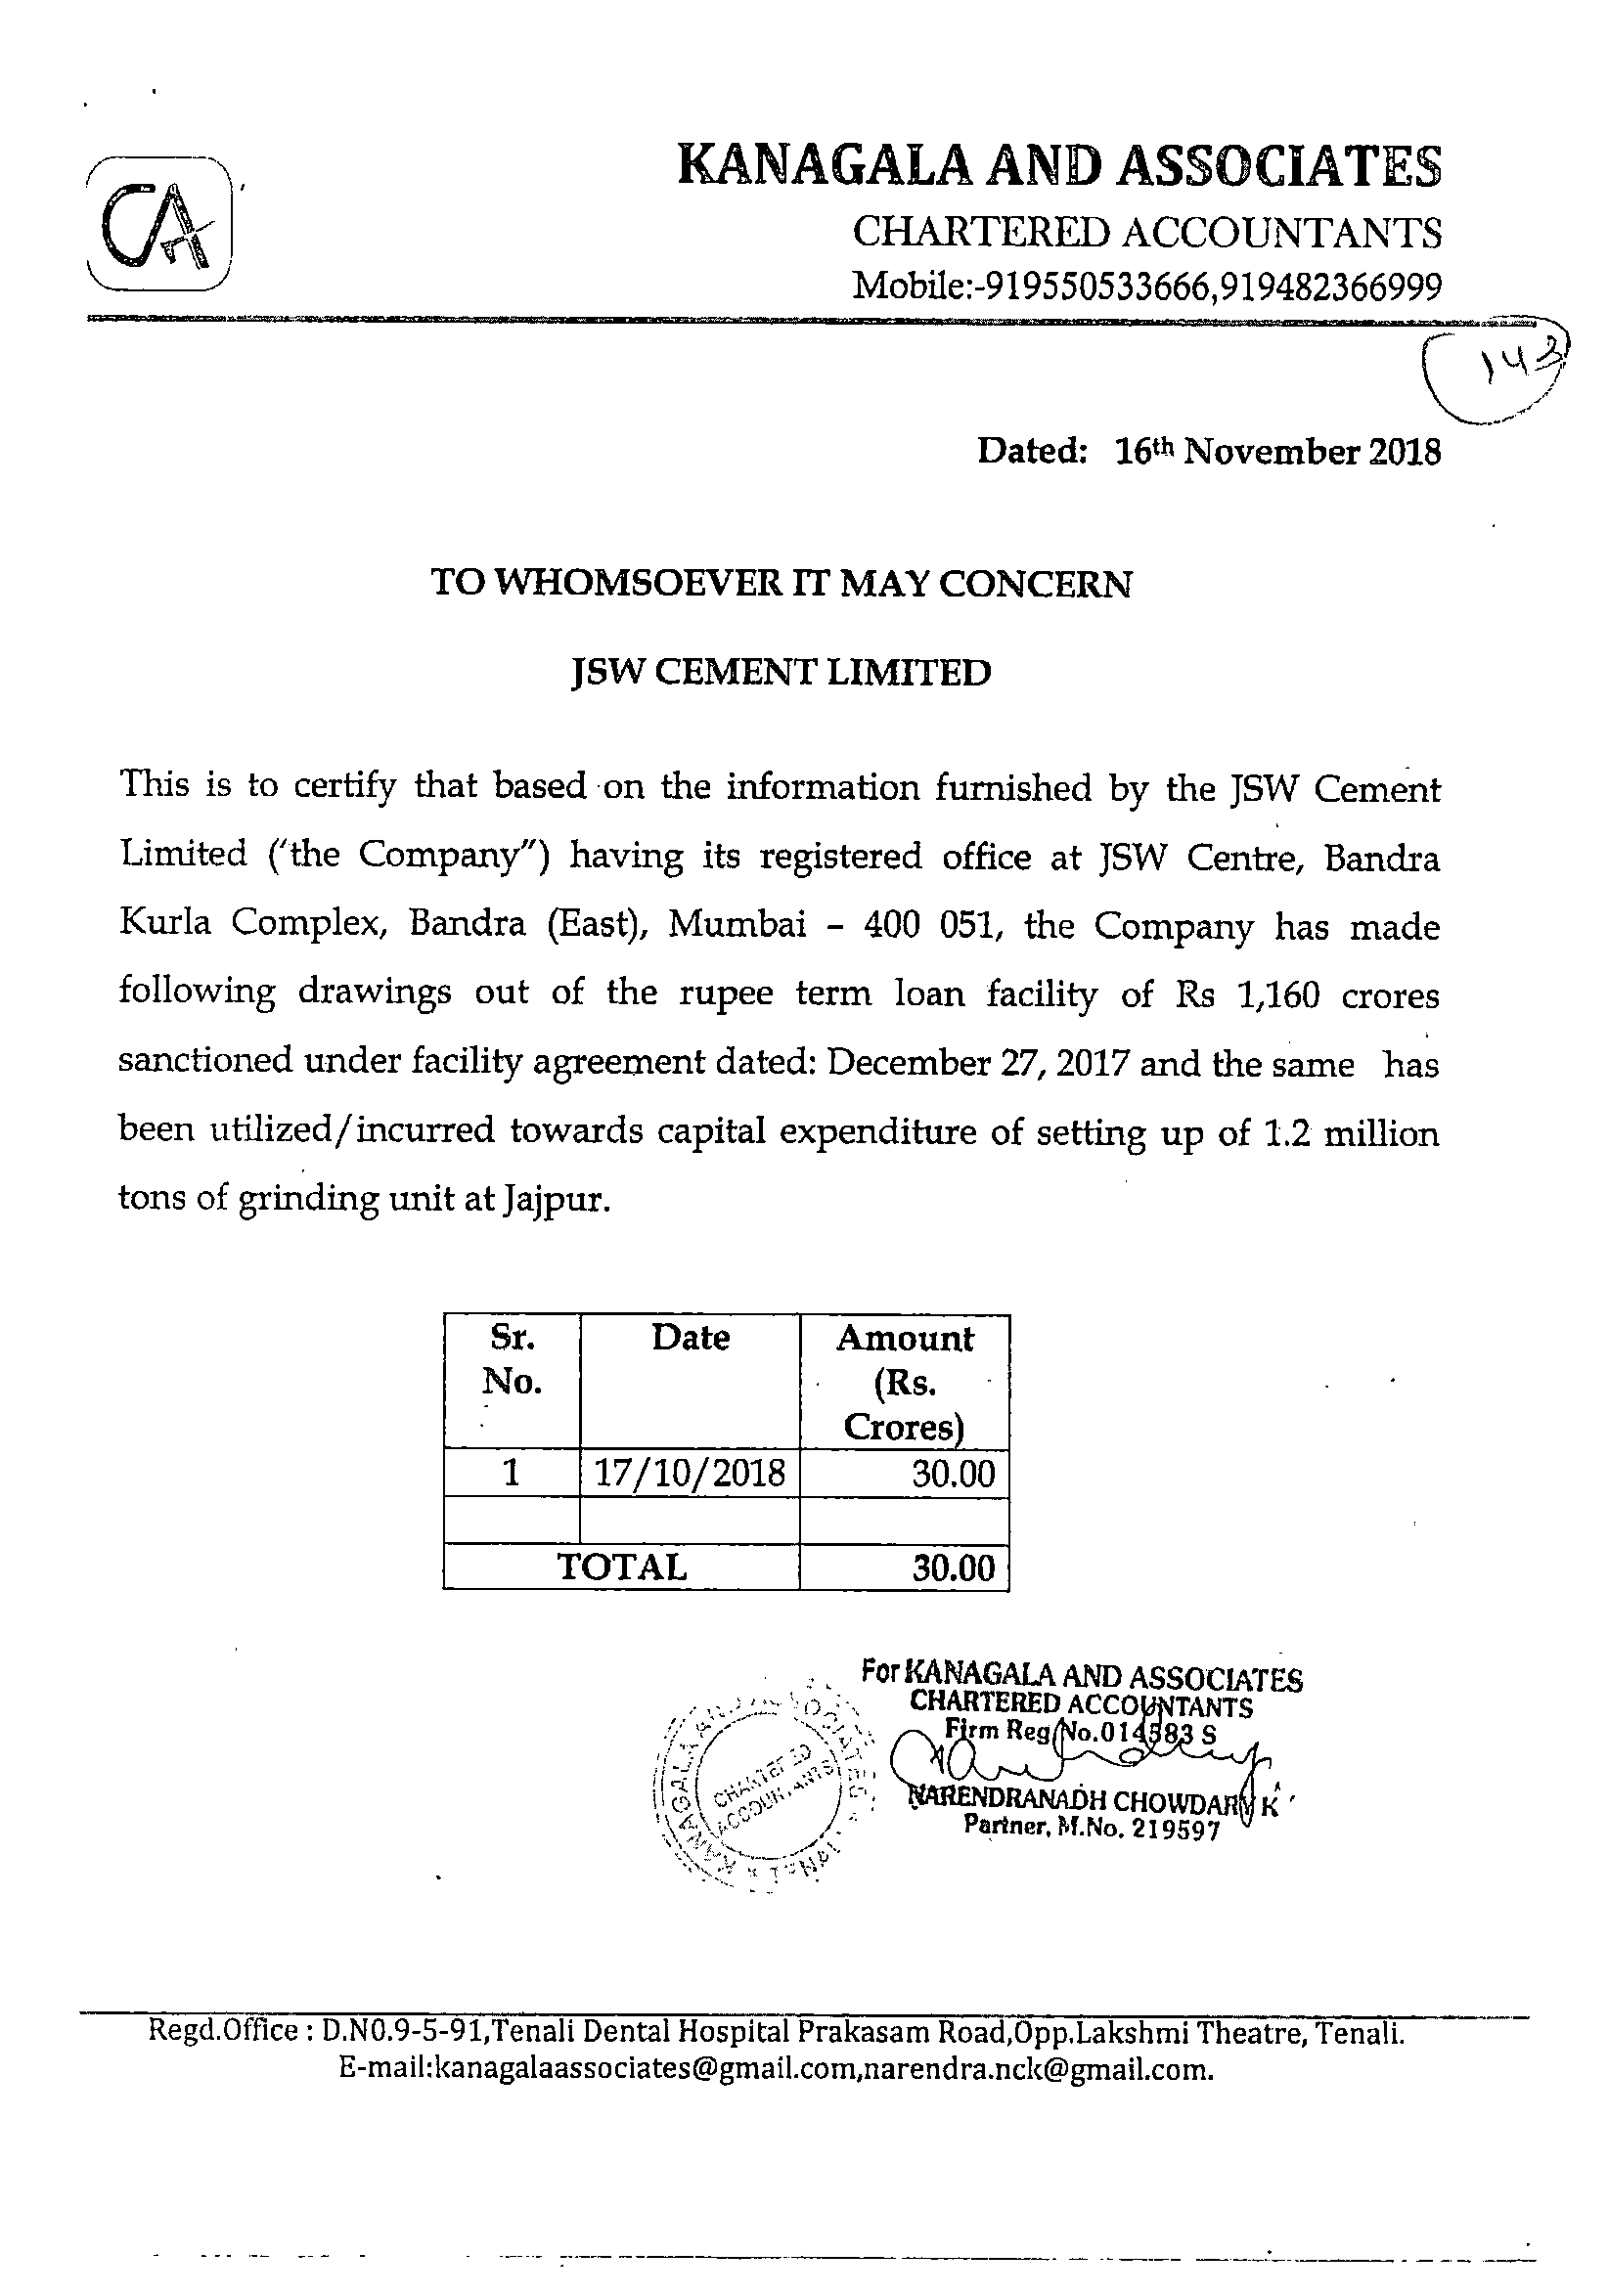 KANAGALA AND ASSOCIATES
CA
CHARTERED ACCOUNTANTS
Mobile:-919550533666,919482366999
143
Dated: 16th November 2018
TO WHOMSOEVER IT MAY CONCERN
JSW CEMENT LIMITED
This is to certify that based on the information furnished by the JSW Cement
Limited ('the Company") having its registered office at JSW Centre, Bandra
Kurla Complex, Bandra (East), Mumbai – 400 051, the Company has made
following drawings out of the rupee term loan facility of Rs 1,160 crores
sanctioned under facility agreement dated: December 27, 2017 and the same has
been utilized/incurred towards capital expenditure of setting up of 1.2 million
tons of grinding unit at Jajpur.
Sr. No. Date Amount (Rs. Crores)
1 17/10/2018 30.00
TOTAL 30.00
For KANAGALA AND ASSOCIATES
CHARTERED ACCOUNTANTS
Firm Reg No.014583 S
NARENDRANADH CHOWDARY K
Partner, M.No. 219597
KANAGALA AND ASSOCIATES
CHARTERED
ACCOUNTANTS
Regd.Office : D.N0.9-5-91,Tenali Dental Hospital Prakasam Road,Opp.Lakshmi Theatre, Tenali.
E-mail:kanagalaassociates@gmail.com,narendra.nck@gmail.com.